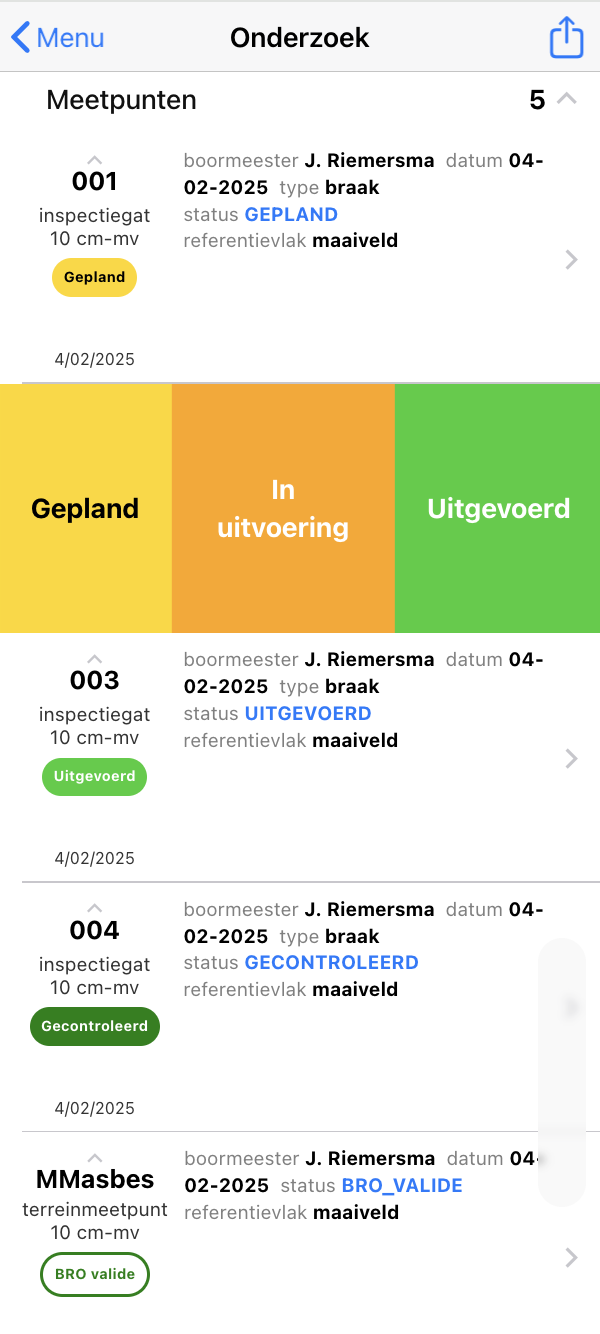 Menu
Onderzoek
Meetpunten
5
001
inspectiegat
10 cm-mv
Gepland
4/02/2025
boormeester J. Riemersma datum 04-
02-2025 type braak
status GEPLAND
referentievlak maaiveld
Gepland
In
uitvoering
Uitgevoerd
003
inspectiegat
10 cm-mv
Uitgevoerd
4/02/2025
boormeester J. Riemersma datum 04-
02-2025 type braak
status UITGEVOERD
referentievlak maaiveld
004
inspectiegat
10 cm-mv
Gecontroleerd
4/02/2025
boormeester J. Riemersma datum 04-
02-2025 type braak
status GECONTROLEERD
referentievlak maaiveld
MMasbes
terreinmeetpunt
10 cm-mv
BRO valide
boormeester J. Riemersma datum 04-
02-2025 status BRO_VALIDE
referentievlak maaiveld